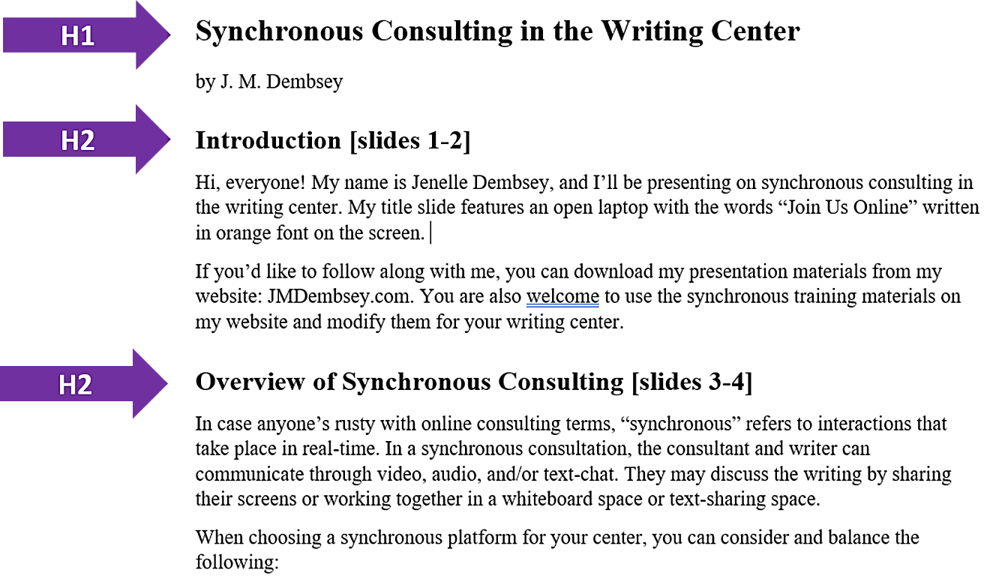 H1
Synchronous Consulting in the Writing Center
by J. M. Dembsey
H2
Introduction [slides 1-2]
Hi, everyone! My name is Jenelle Dembsey, and I’ll be presenting on synchronous consulting in
the writing center. My title slide features an open laptop with the words “Join Us Online” written
in orange font on the screen.
If you’d like to follow along with me, you can download my presentation materials from my
website: JMDembsey.com. You are also welcome to use the synchronous training materials on
my website and modify them for your writing center.
H2
Overview of Synchronous Consulting [slides 3-4]
In case anyone’s rusty with online consulting terms, “synchronous” refers to interactions that
take place in real-time. In a synchronous consultation, the consultant and writer can
communicate through video, audio, and/or text-chat. They may discuss the writing by sharing
their screens or working together in a whiteboard space or text-sharing space.
When choosing a synchronous platform for your center, you can consider and balance the
following: